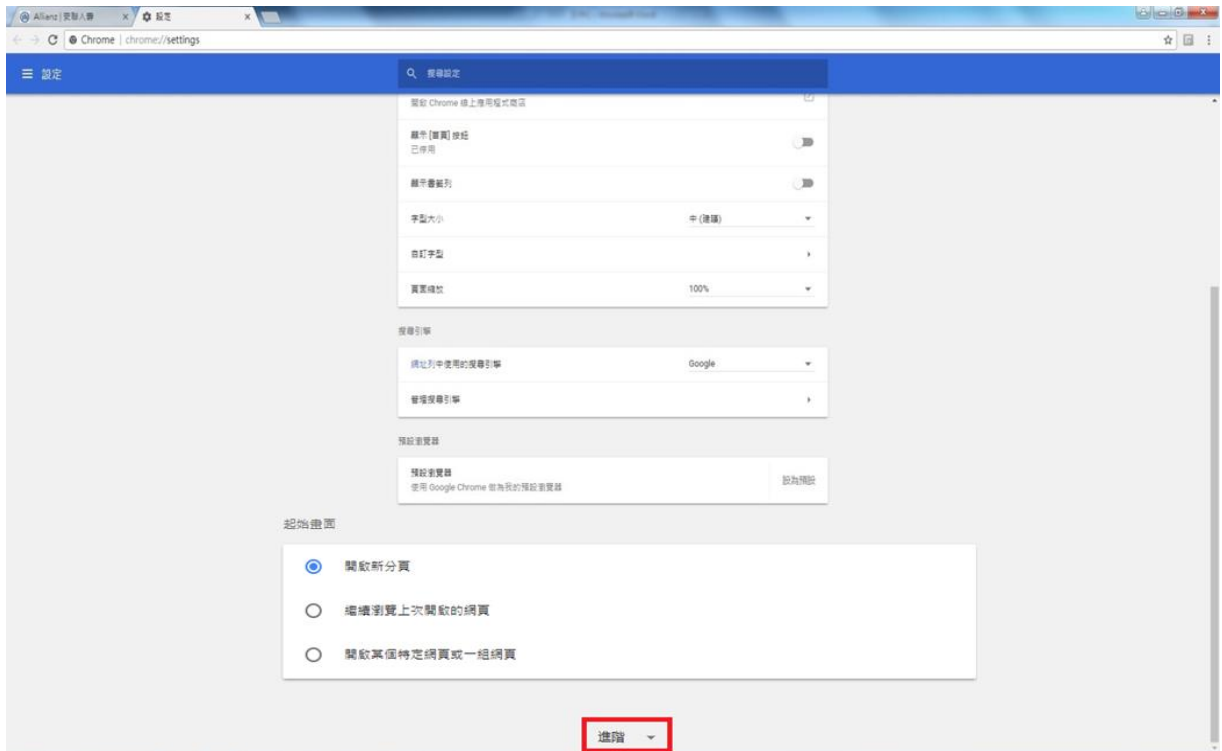 Allianz | 安聯人壽
設定
Chrome | chrome://settings
設定
搜尋設定
開啟 Chrome 線上應用程式商店
顯示 [首頁] 按鈕
已停用
顯示書籤列
字型大小
中 (建議)
自訂字型
頁面縮放
100%
搜尋引擎
網址列中使用的搜尋引擎
Google
管理搜尋引擎
預設瀏覽器
預設瀏覽器
使用 Google Chrome 做為我的預設瀏覽器
設為預設
起始畫面
開啟新分頁
繼續瀏覽上次開啟的網頁
開啟某個特定網頁或一組網頁
進階